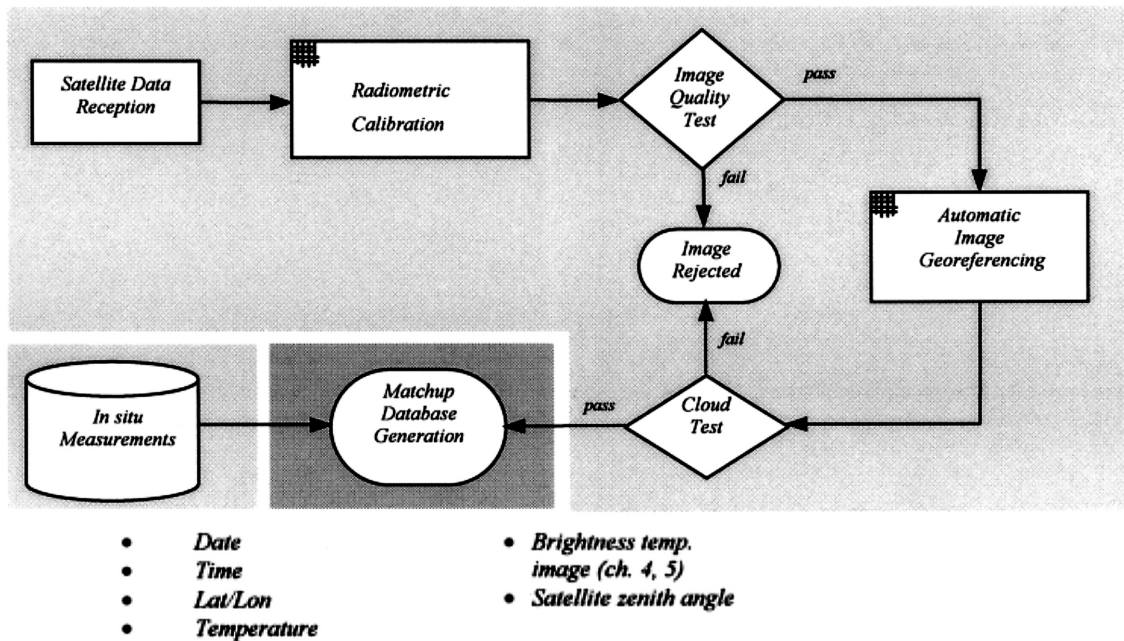 Satellite Data
Reception
Radiometric
Calibration
Image
Quality
Test
pass
fail
Automatic
Image
Georeferencing
Image
Rejected
fail
Cloud
Test
pass
Matchup
Database
Generation
In situ
Measurements
• Date
• Time
• Lat/Lon
• Temperature
• Brightness temp.
image (ch. 4, 5)
• Satellite zenith angle